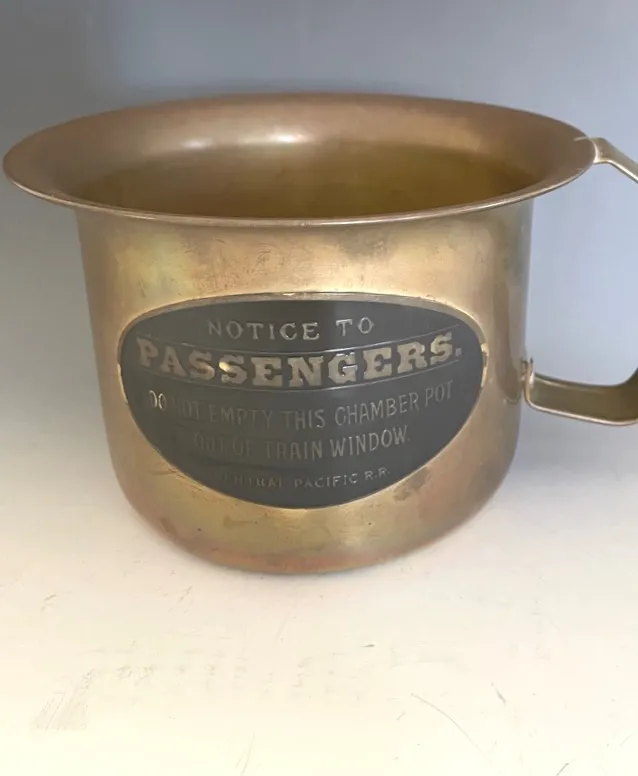 NOTICE TO
PASSENGERS.
DO NOT EMPTY THIS CHAMBER POT
OUT OF TRAIN WINDOW.
CENTRAL PACIFIC R.R.